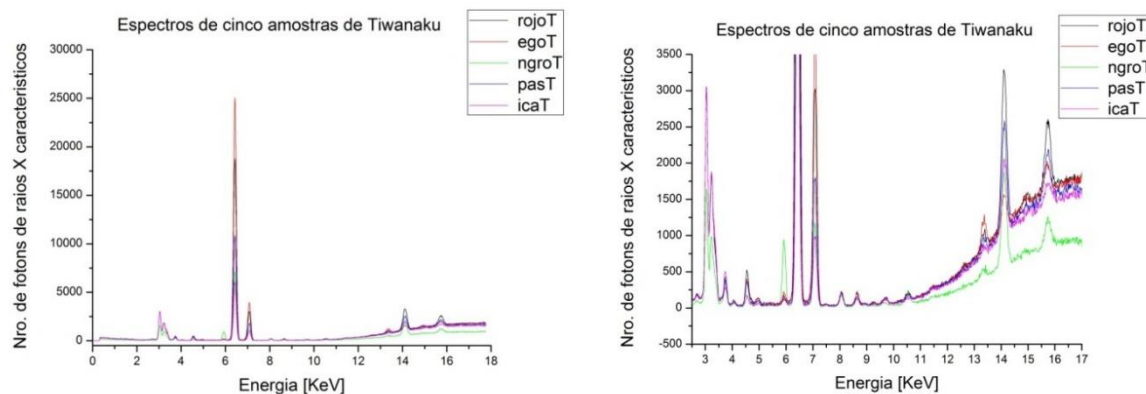 Espectros de cinco amostras de Tiwanaku
rojoT
egoT
ngroT
pasT
icaT
Nro. de fotons de raios X caracteristicos
30000
25000
20000
15000
10000
5000
0
0 2 4 6 8 10 12 14 16 18
Energia [KeV]
Espectros de cinco amostras de Tiwanaku
rojoT
egoT
ngroT
pasT
icaT
Nro. de fotons de raios X caracteristicos
3500
3000
2500
2000
1500
1000
500
0
-500
3 4 5 6 7 8 9 10 11 12 13 14 15 16 17
Energia [KeV]